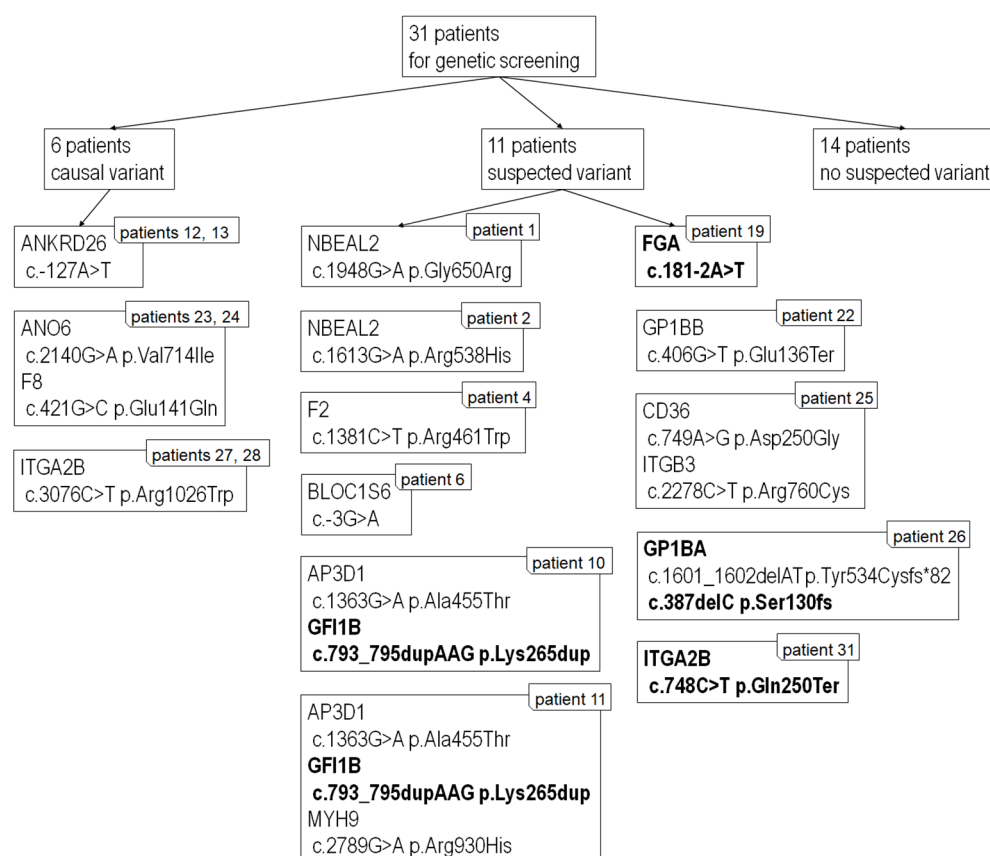 31 patients
for genetic screening
6 patients
causal variant
11 patients
suspected variant
14 patients
no suspected variant
patients 12, 13
ANKRD26
c.-127A>T
patients 23, 24
ANO6
c.2140G>A p.Val714Ile
F8
c.421G>C p.Glu141Gln
patients 27, 28
ITGA2B
c.3076C>T p.Arg1026Trp
patient 1
NBEAL2
c.1948G>A p.Gly650Arg
patient 2
NBEAL2
c.1613G>A p.Arg538His
patient 4
F2
c.1381C>T p.Arg461Trp
patient 6
BLOC1S6
c.-3G>A
patient 10
AP3D1
c.1363G>A p.Ala455Thr
GFI1B
c.793_795dupAAG p.Lys265dup
patient 11
AP3D1
c.1363G>A p.Ala455Thr
GFI1B
c.793_795dupAAG p.Lys265dup
MYH9
c.2789G>A p.Arg930His
patient 19
FGA
c.181-2A>T
patient 22
GP1BB
c.406G>T p.Glu136Ter
patient 25
CD36
c.749A>G p.Asp250Gly
ITGB3
c.2278C>T p.Arg760Cys
patient 26
GP1BA
c.1601_1602delAT p.Tyr534Cysfs*82
c.387delC p.Ser130fs
patient 31
ITGA2B
c.748C>T p.Gln250Ter